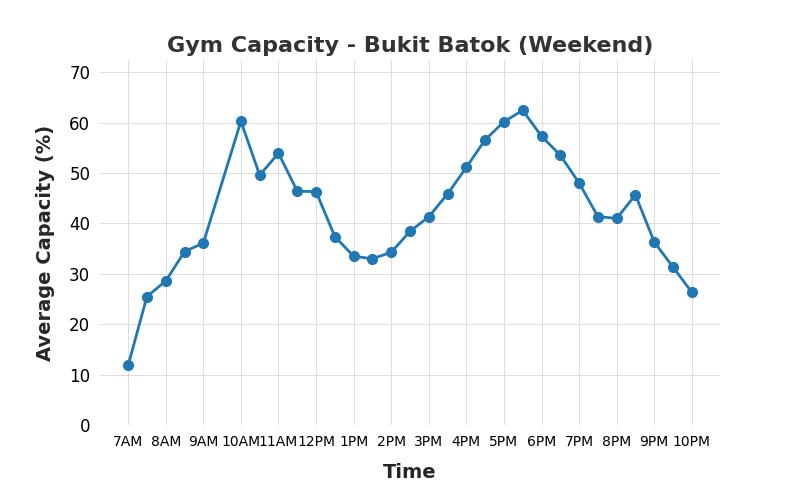 Gym Capacity - Bukit Batok (Weekend)
Average Capacity (%)
70
60
50
40
30
20
10
0
7AM 8AM 9AM 10AM 11AM 12PM 1PM 2PM 3PM 4PM 5PM 6PM 7PM 8PM 9PM 10PM
Time